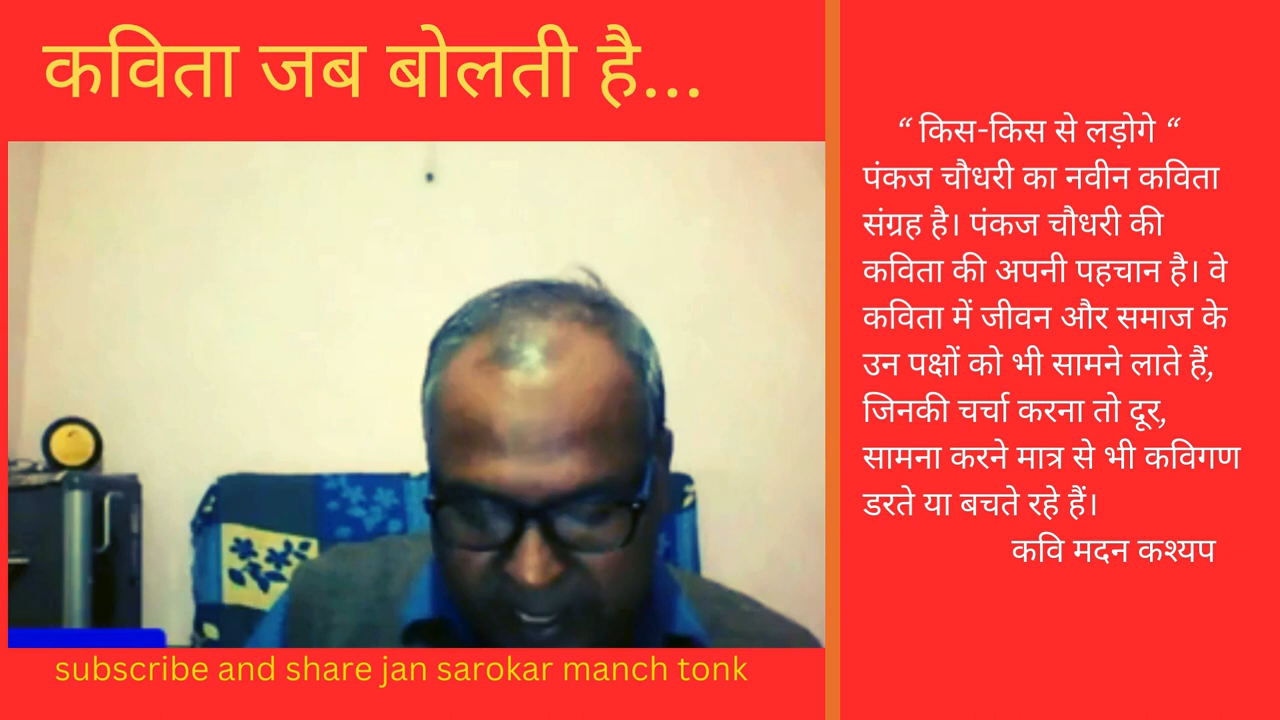 कविता जब बोलती है...
“ किस-किस से लड़ोगे “
पंकज चौधरी का नवीन कविता
संग्रह है। पंकज चौधरी की
कविता की अपनी पहचान है। वे
कविता में जीवन और समाज के
उन पक्षों को भी सामने लाते हैं,
जिनकी चर्चा करना तो दूर,
सामना करने मात्र से भी कविगण
डरते या बचते रहे हैं।
कवि मदन कश्यप
subscribe and share jan sarokar manch tonk